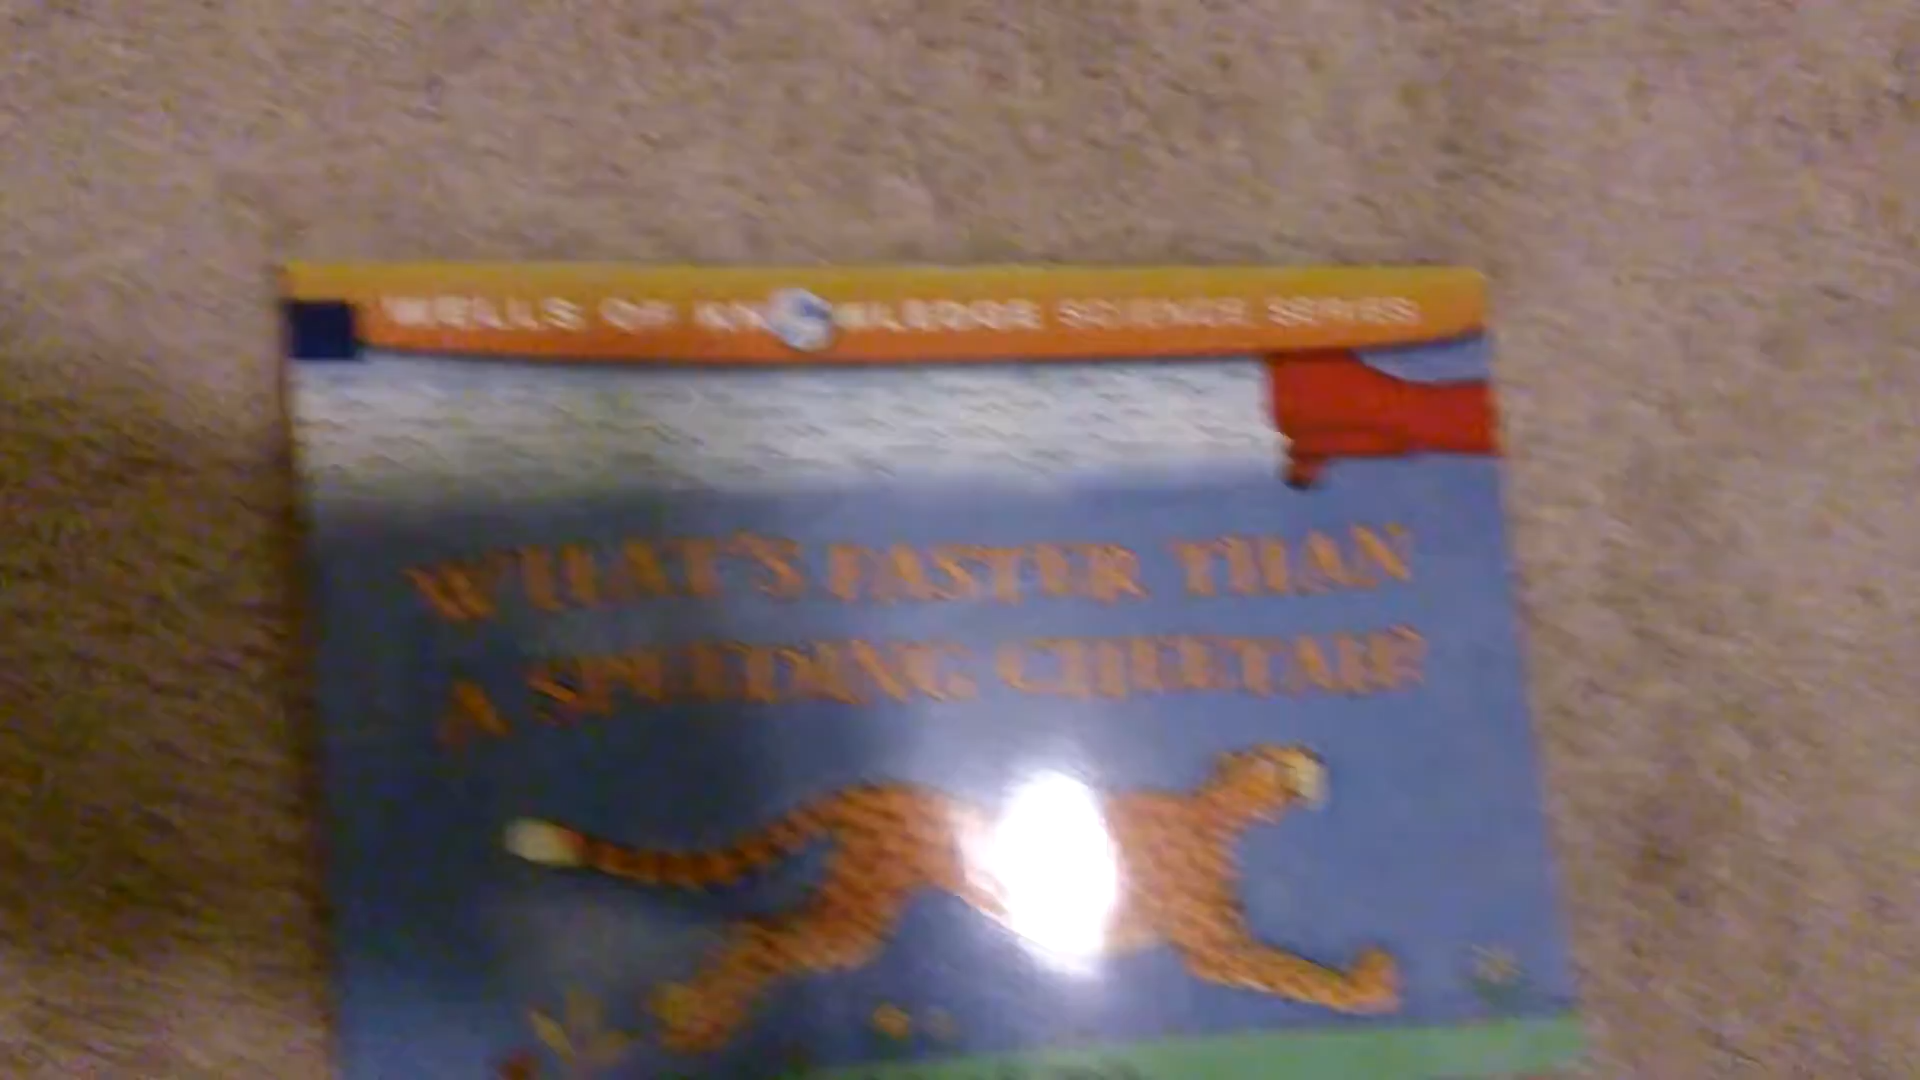 WELLS OF KNOWLEDGE SCIENCE SERIES
WHAT'S FASTER THAN
A SPEEDING CHEETAH?